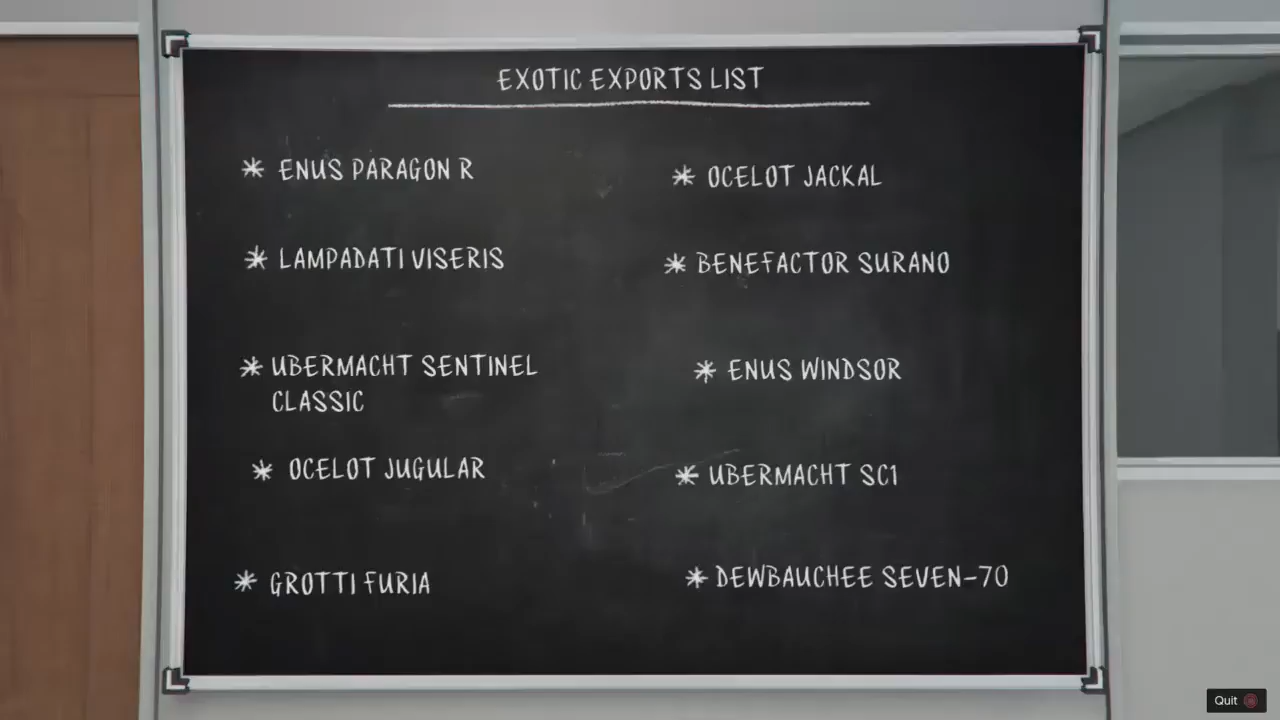 EXOTIC EXPORTS LIST
* ENUS PARAGON R
* LAMPADATI VISERIS
* UBERMACHT SENTINEL
CLASSIC
* OCELOT JUGULAR
* GROTTI FURIA
* OCELOT JACKAL
* BENEFACTOR SURANO
* ENUS WINDSOR
* UBERMACHT SC1
* DEWBAUCHEE SEVEN-70
Quit